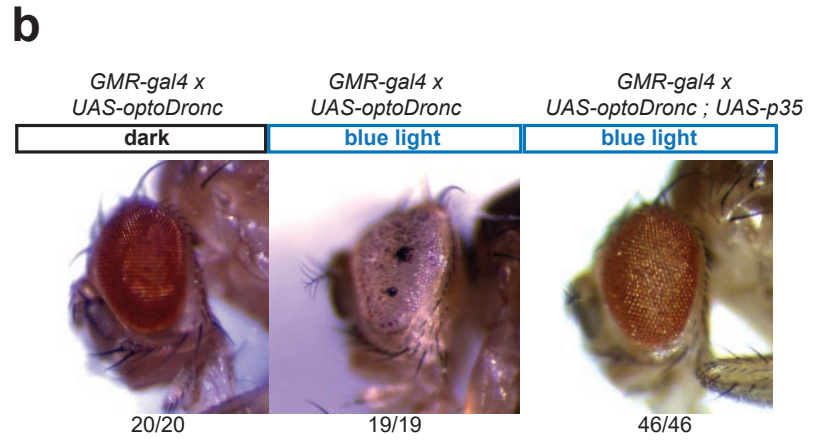 b
GMR-gal4 x
UAS-optoDronc
GMR-gal4 x
UAS-optoDronc
GMR-gal4 x
UAS-optoDronc ; UAS-p35
dark
blue light
blue light
20/20
19/19
46/46